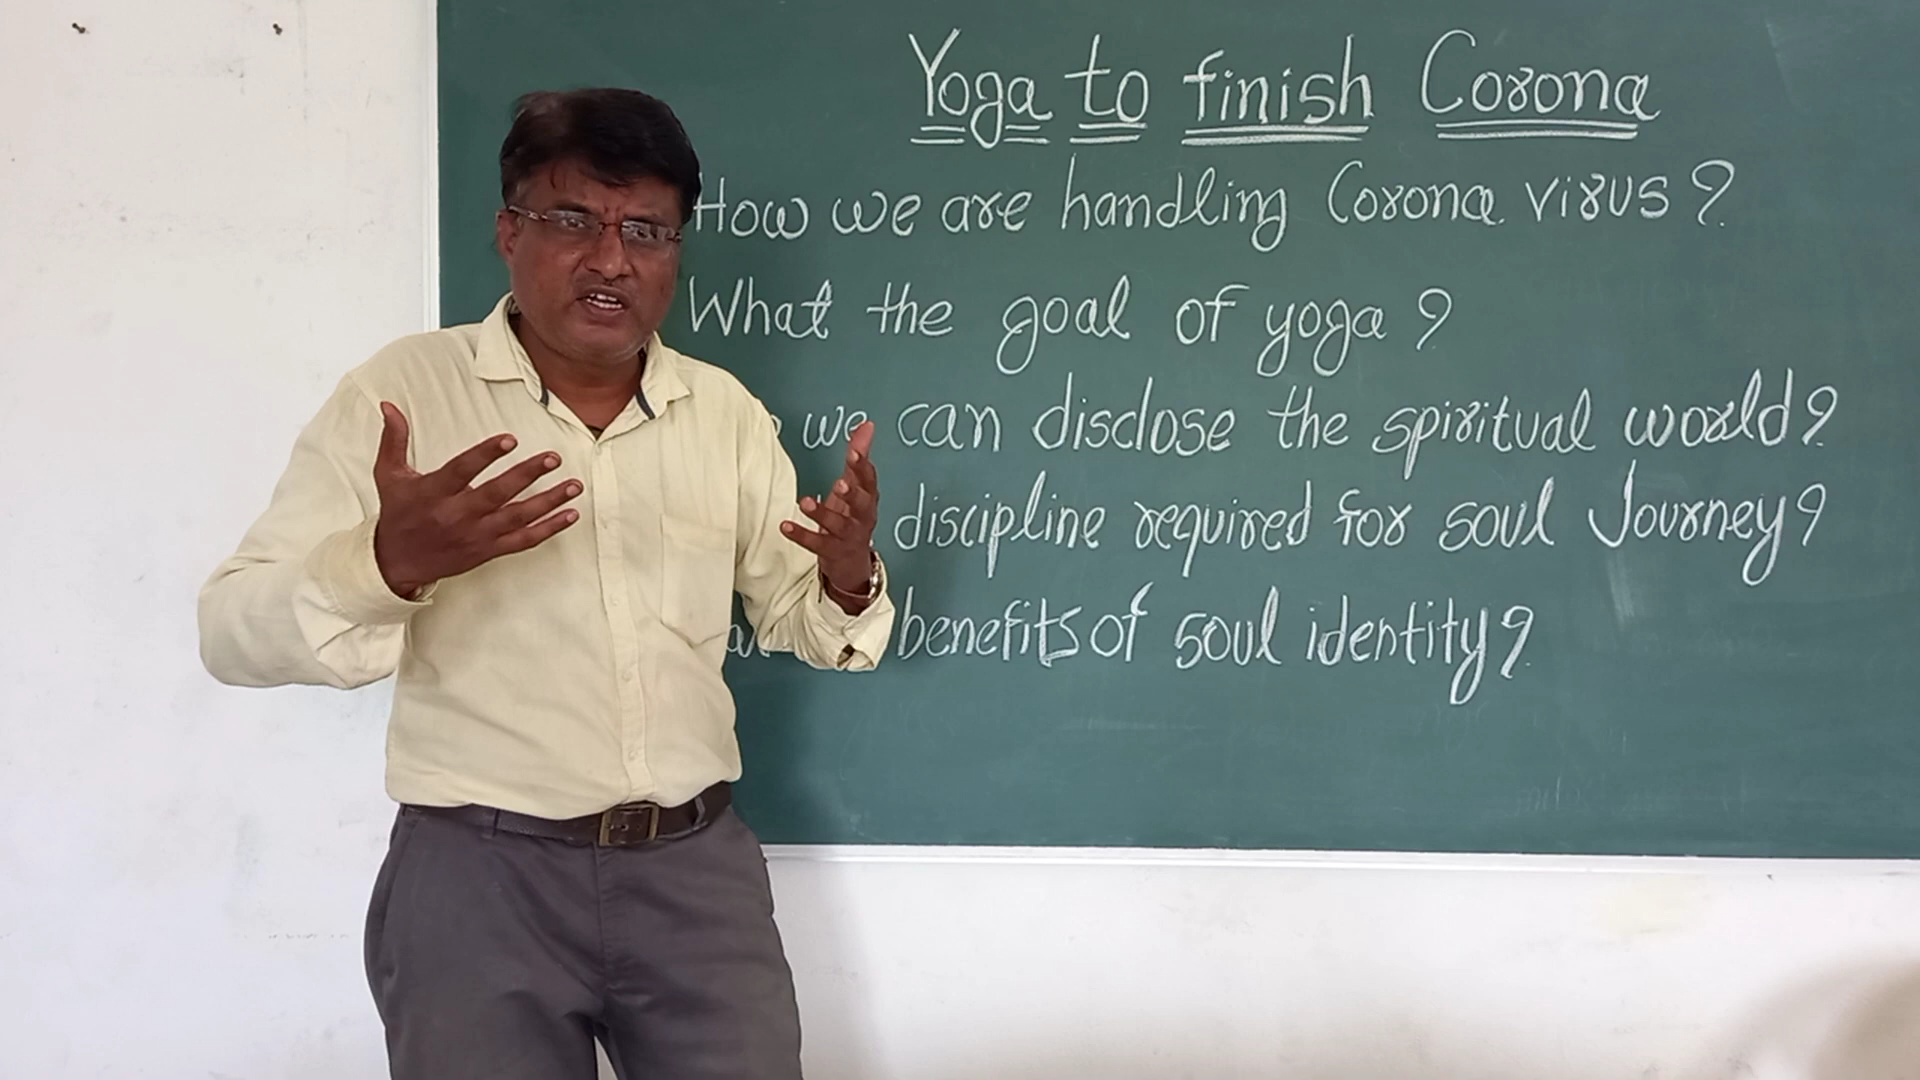 Yoga to finish Corona
How we are handling Corona virus?
What the goal of yoga?
we can disclose the spiritual world?
discipline required for soul Journey?
benefits of soul identity?